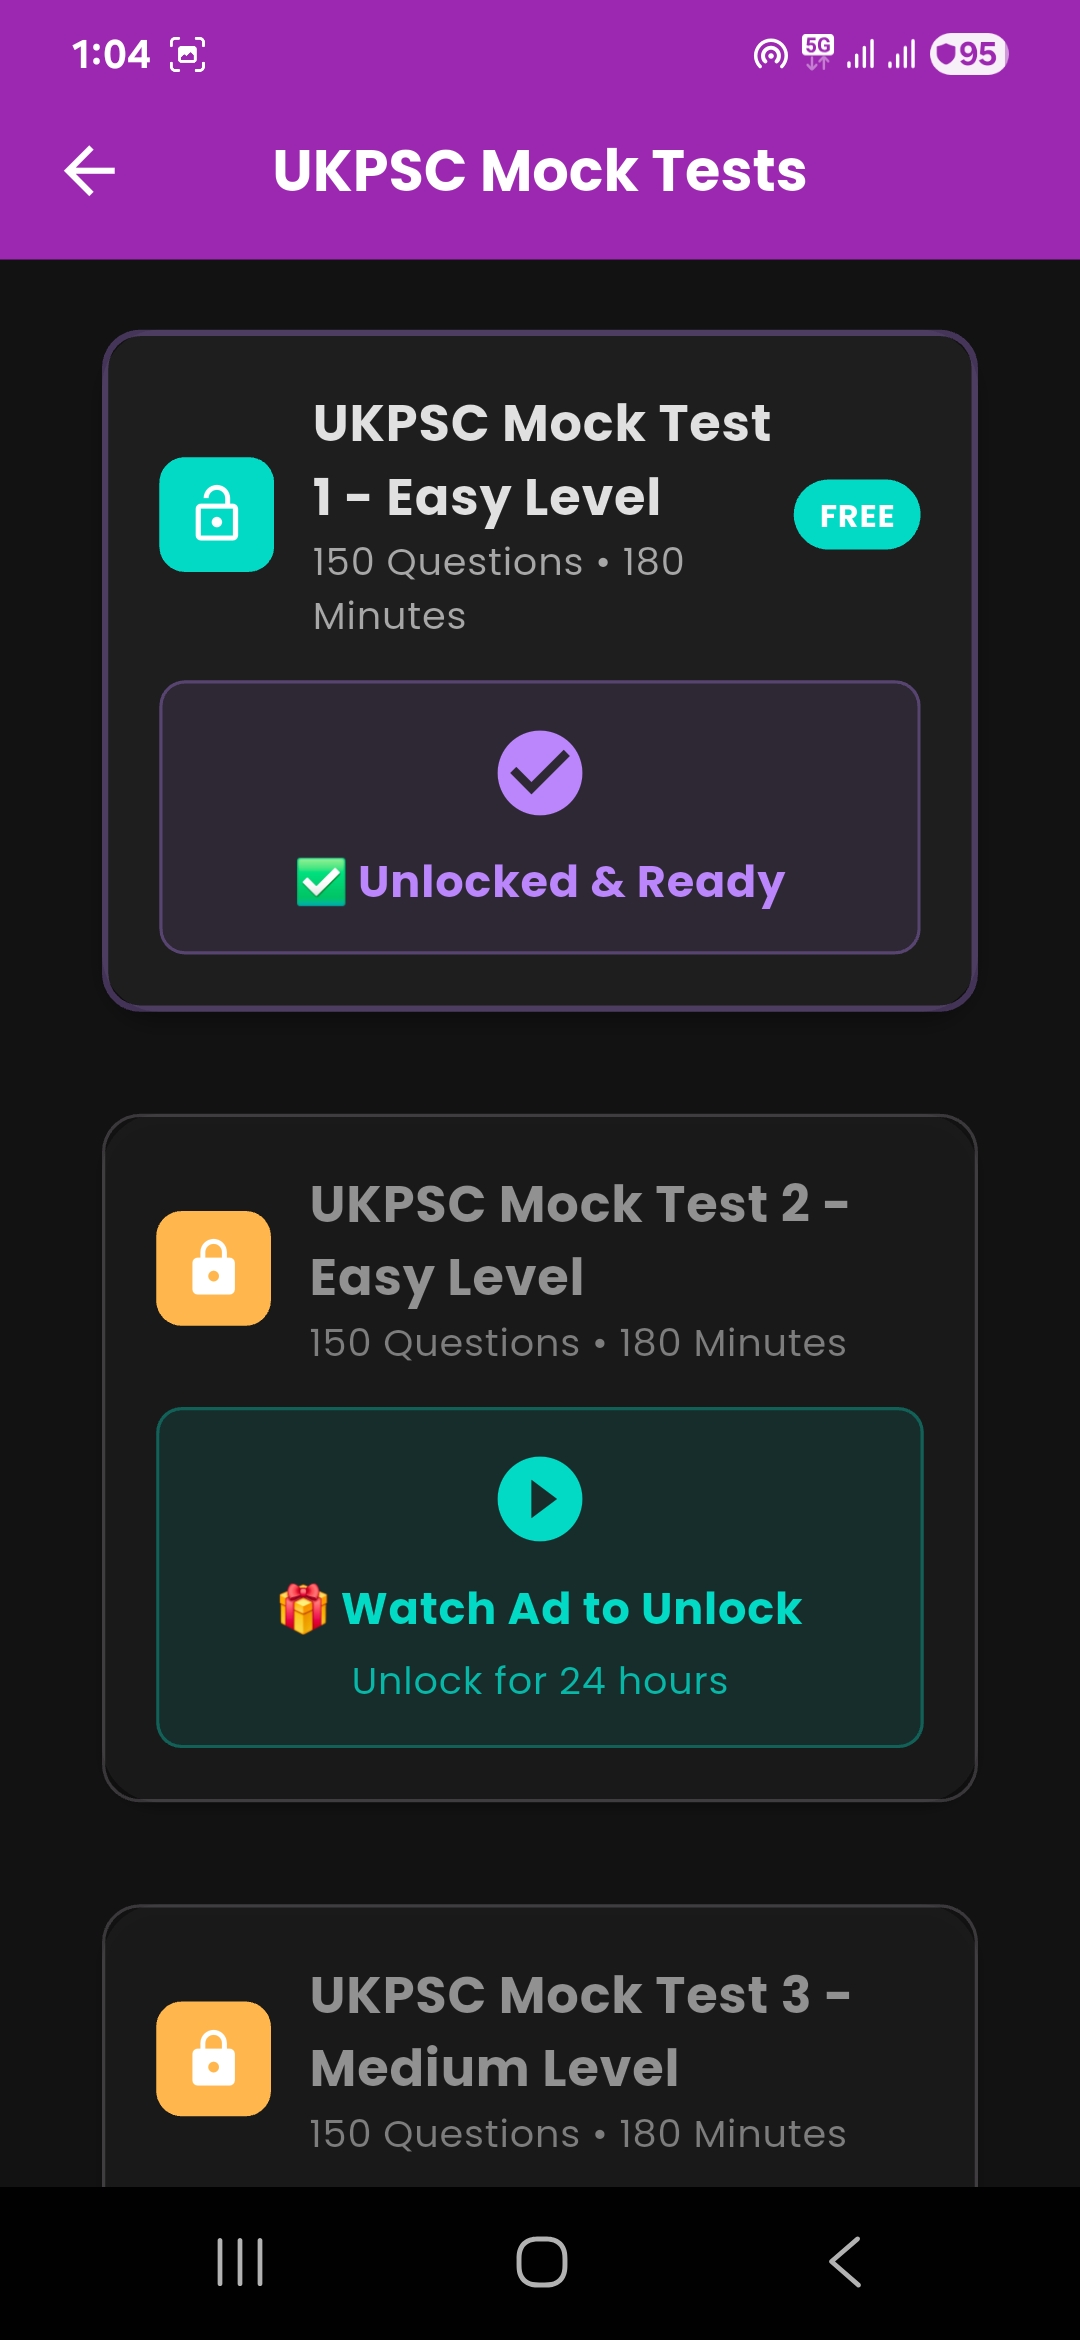 1:04
5G
95
UKPSC Mock Tests
UKPSC Mock Test
1 - Easy Level
FREE
150 Questions • 180
Minutes
✅ Unlocked & Ready
UKPSC Mock Test 2 -
Easy Level
150 Questions • 180 Minutes
🎁 Watch Ad to Unlock
Unlock for 24 hours
UKPSC Mock Test 3 -
Medium Level
150 Questions • 180 Minutes